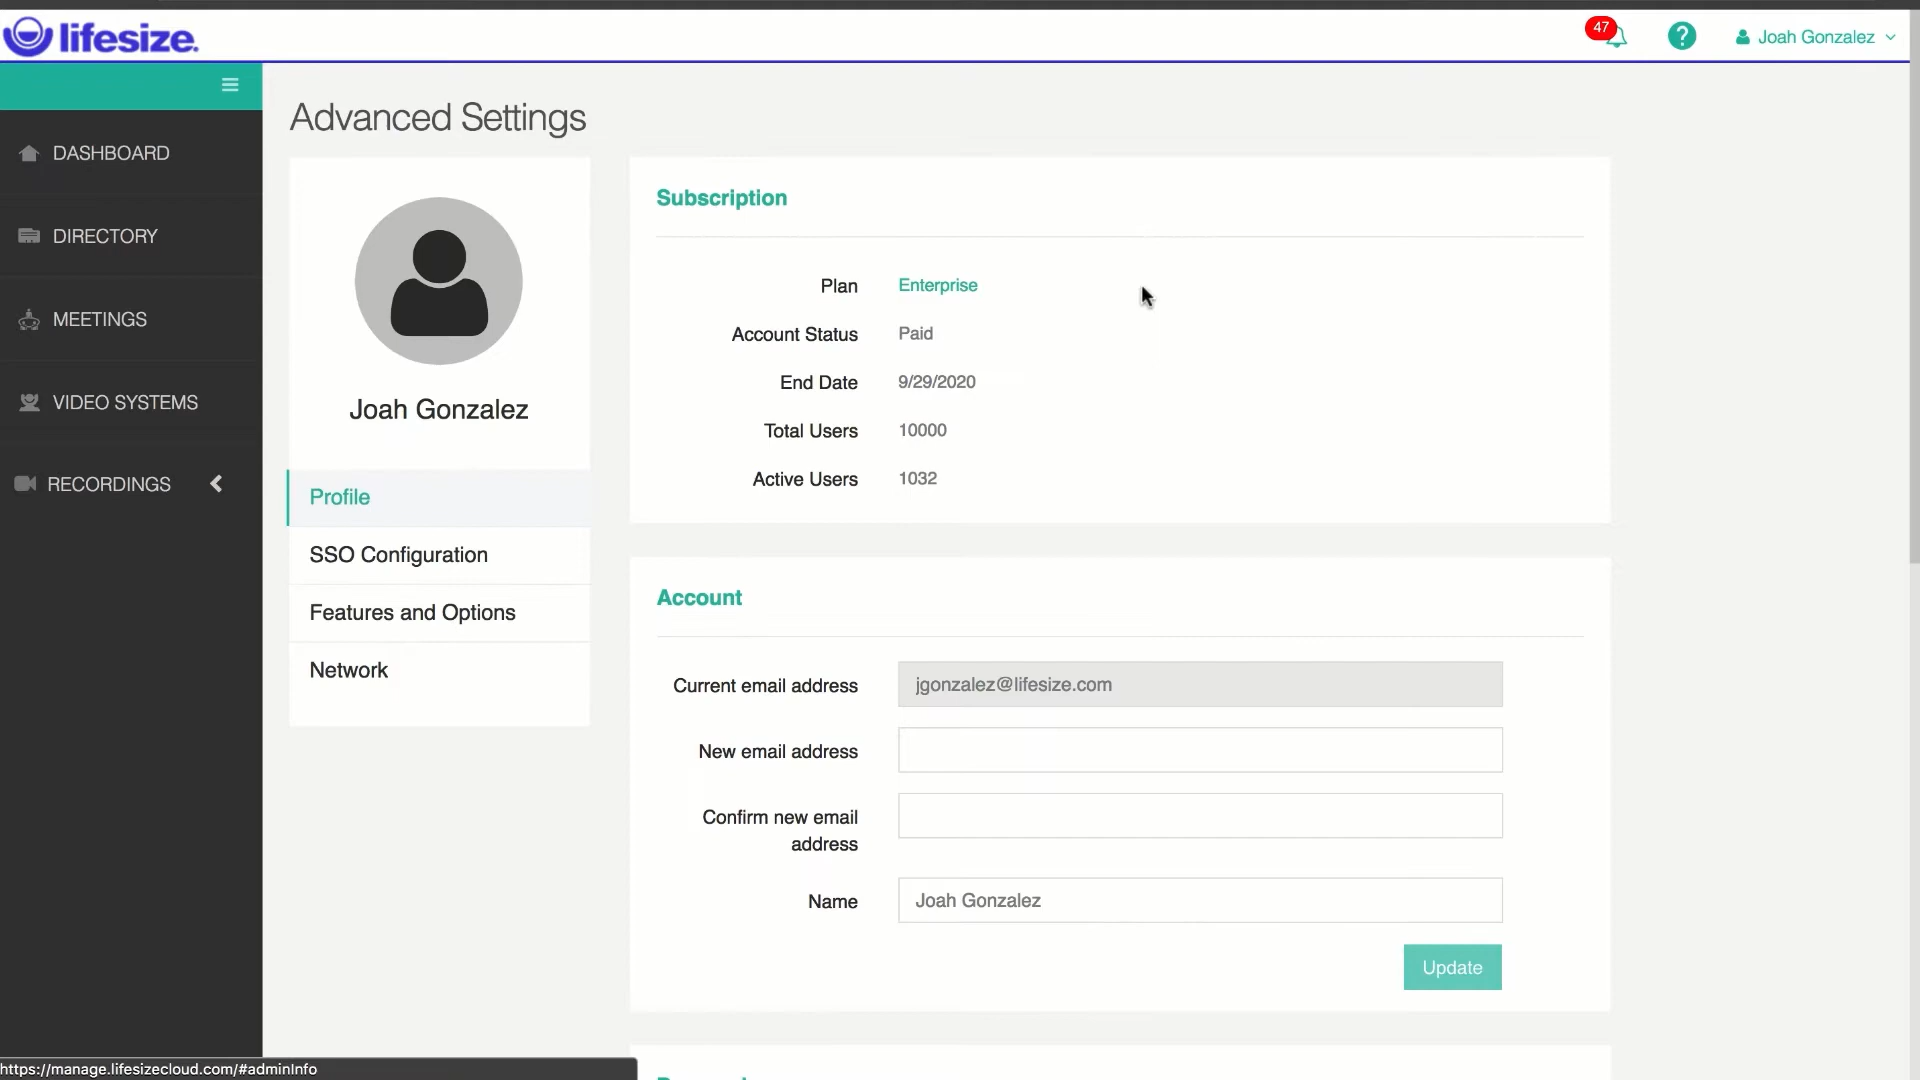 lifesize.
47
?
Joah Gonzalez
DASHBOARD
DIRECTORY
MEETINGS
VIDEO SYSTEMS
RECORDINGS
Advanced Settings
Joah Gonzalez
Profile
SSO Configuration
Features and Options
Network
Subscription
Plan Enterprise
Account Status Paid
End Date 9/29/2020
Total Users 10000
Active Users 1032
Account
Current email address jgonzalez@lifesize.com
New email address
Confirm new email
address
Name Joah Gonzalez
Update
https://manage.lifesizecloud.com/#adminInfo